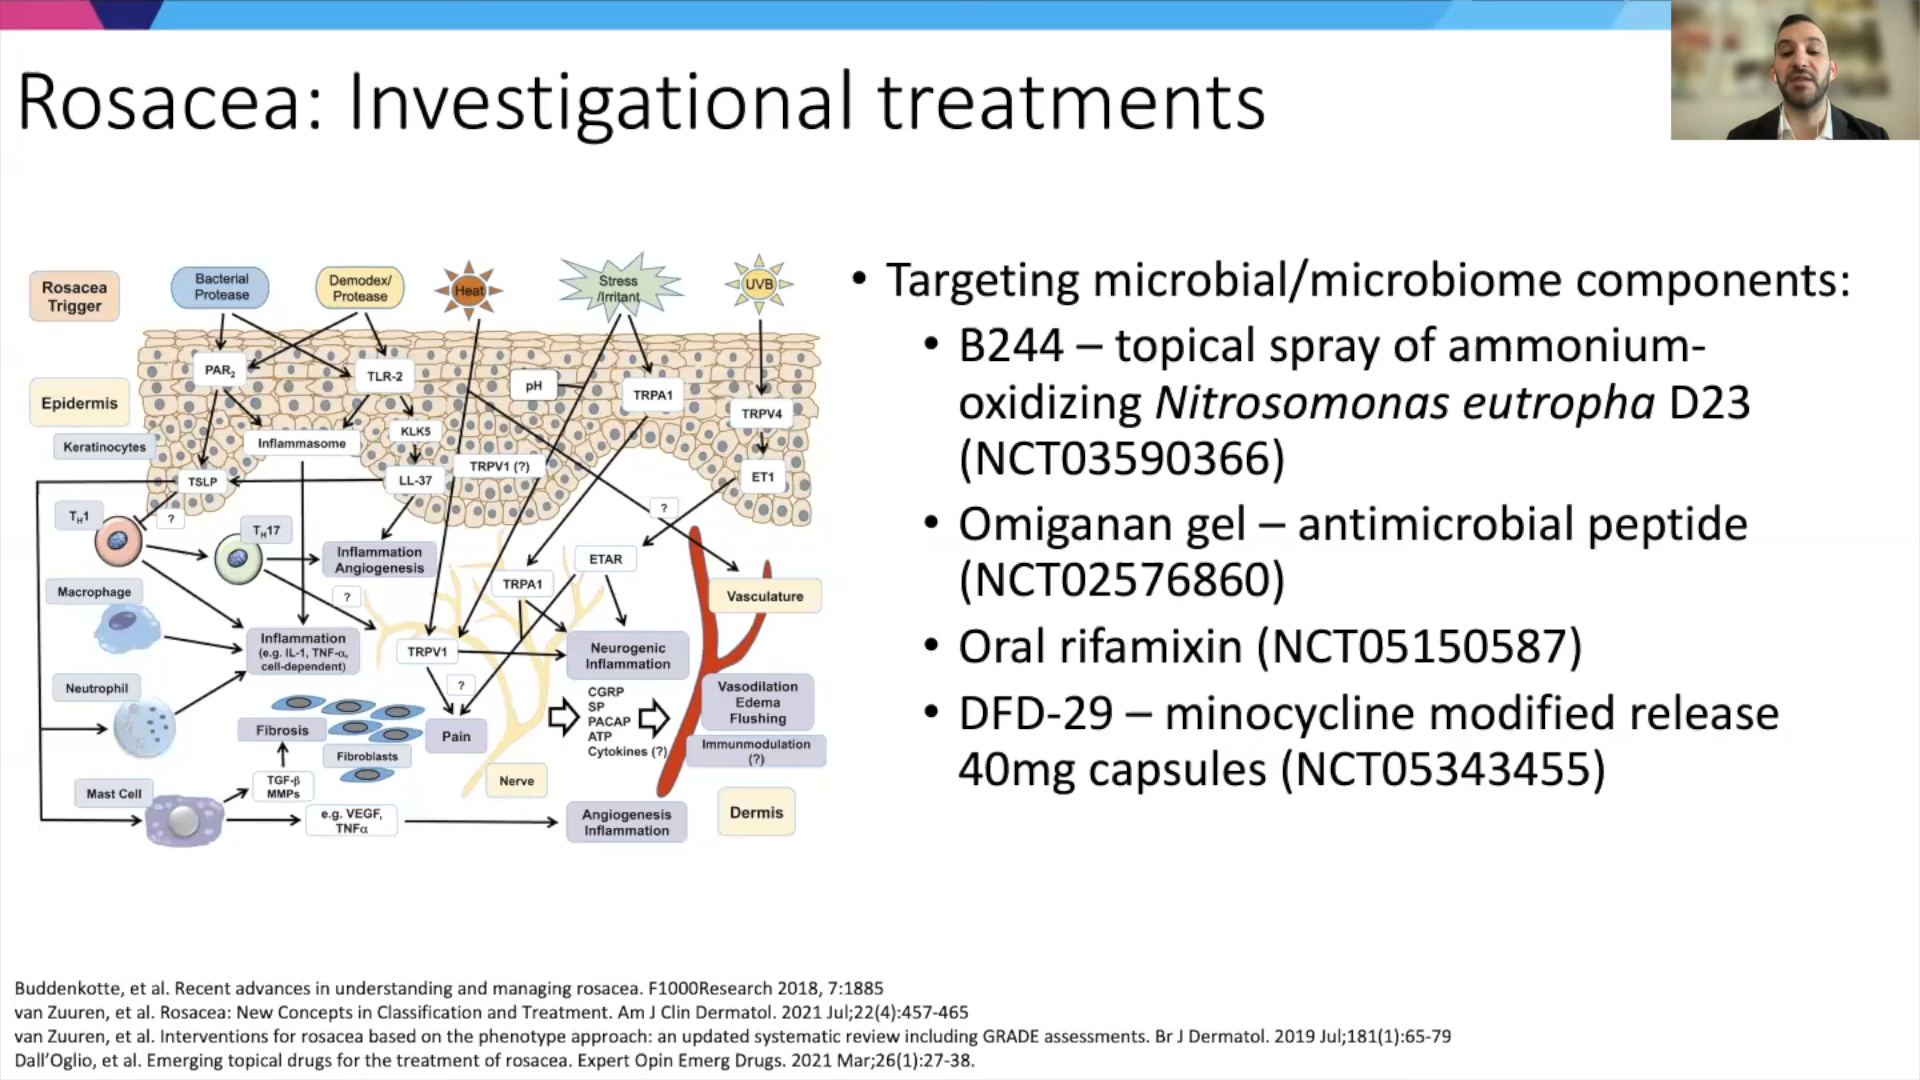 Rosacea: Investigational treatments
Rosacea
Trigger
Bacterial
Protease
Demodex/
Protease
Heat
Stress
/Irritant
UVB
PAR2
TLR-2
pH
TRPA1
TRPV4
Epidermis
Keratinocytes
Inflammasome
KLK5
TRPV1 (?)
TSLP
LL-37
ET1
TH1
?
TH17
?
Inflammation
Angiogenesis
ETAR
TRPA1
Vasculature
Macrophage
?
Inflammation
(e.g. IL-1, TNF-α,
cell-dependent)
TRPV1
Neurogenic
Inflammation
Neutrophil
?
CGRP
SP
PACAP
ATP
Cytokines (?)
Vasodilation
Edema
Flushing
Immunmodulation
(?)
Fibrosis
Fibroblasts
Pain
Nerve
Mast Cell
TGF-β
MMPs
e.g. VEGF,
TNFα
Angiogenesis
Inflammation
Dermis
• Targeting microbial/microbiome components:
• B244 – topical spray of ammonium-
oxidizing Nitrosomonas eutropha D23
(NCT03590366)
• Omiganan gel – antimicrobial peptide
(NCT02576860)
• Oral rifamixin (NCT05150587)
• DFD-29 – minocycline modified release
40mg capsules (NCT05343455)
Buddenkotte, et al. Recent advances in understanding and managing rosacea. F1000Research 2018, 7:1885
van Zuuren, et al. Rosacea: New Concepts in Classification and Treatment. Am J Clin Dermatol. 2021 Jul;22(4):457-465
van Zuuren, et al. Interventions for rosacea based on the phenotype approach: an updated systematic review including GRADE assessments. Br J Dermatol. 2019 Jul;181(1):65-79
Dall’Oglio, et al. Emerging topical drugs for the treatment of rosacea. Expert Opin Emerg Drugs. 2021 Mar;26(1):27-38.